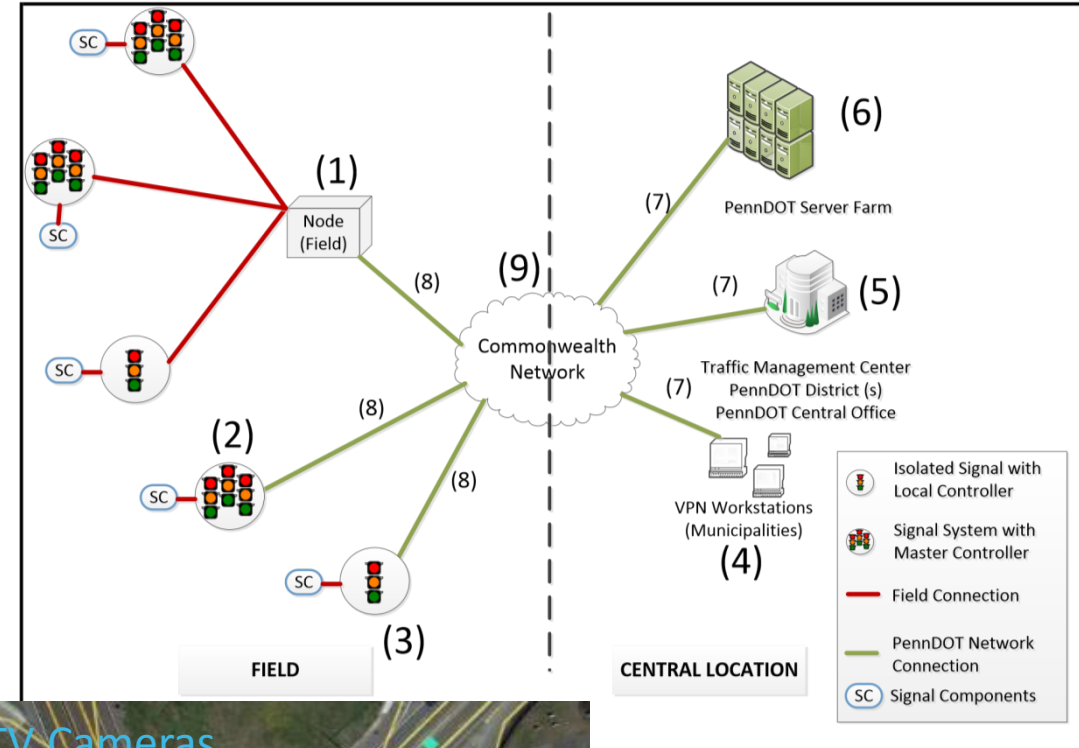 SC
(1)
(6)
SC
Node
(Field)
(7)
PennDOT Server Farm
(8)
(9)
(7)
(5)
SC
Commonwealth
Network
Traffic Management Center
PennDOT District (s)
PennDOT Central Office
(7)
(2)
(8)
SC
(8)
VPN Workstations
(Municipalities)
(4)
SC
(3)
FIELD
CENTRAL LOCATION
Isolated Signal with
Local Controller
Signal System with
Master Controller
Field Connection
PennDOT Network
Connection
SC Signal Components
TV Cameras